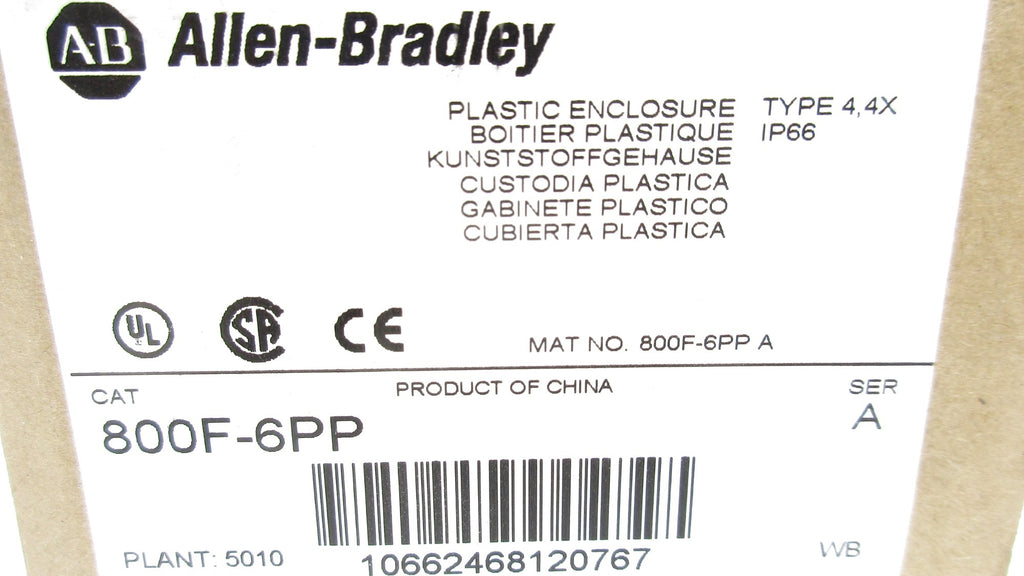 A-B Allen-Bradley
PLASTIC ENCLOSURE TYPE 4,4X
BOITIER PLASTIQUE IP66
KUNSTSTOFFGEHAUSE
CUSTODIA PLASTICA
GABINETE PLASTICO
CUBIERTA PLASTICA
UL SA CE
MAT NO. 800F-6PP A
CAT PRODUCT OF CHINA SER
800F-6PP A
PLANT: 5010 10662468120767 WB